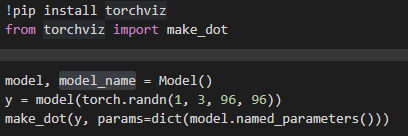 !pip install torchviz
from torchviz import make_dot
model, model_name = Model()
y = model(torch.randn(1, 3, 96, 96))
make_dot(y, params=dict(model.named_parameters()))